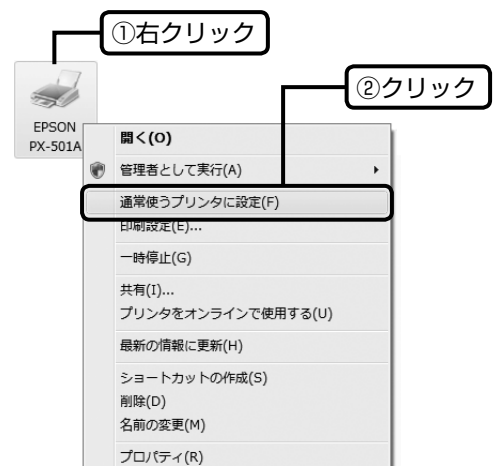 ①右クリック
②クリック
EPSON
PX-501A
開く(O)
管理者として実行(A)
通常使うプリンタに設定(F)
印刷設定(E)...
一時停止(G)
共有(I)...
プリンタをオンラインで使用する(U)
最新の情報に更新(H)
ショートカットの作成(S)
削除(D)
名前の変更(M)
プロパティ(R)